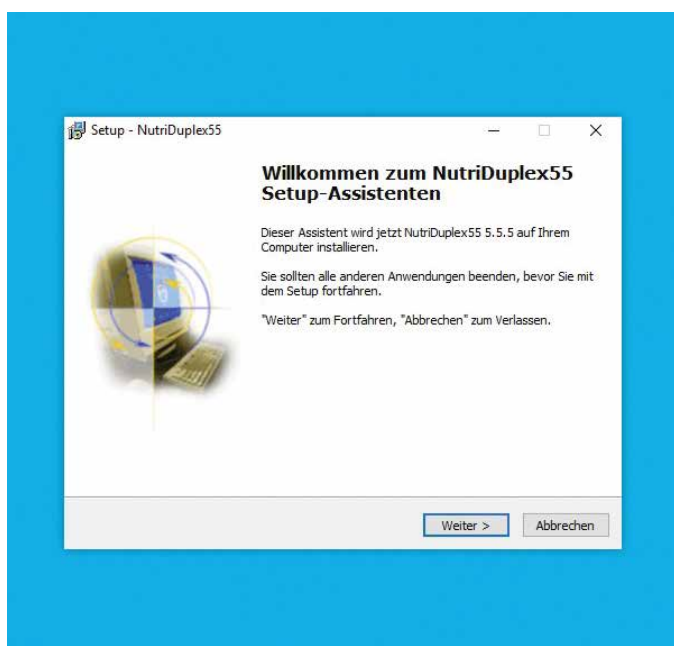 Setup - NutriDuplex55
Willkommen zum NutriDuplex55
Setup-Assistenten
Dieser Assistent wird jetzt NutriDuplex55 5.5.5 auf Ihrem
Computer installieren.
Sie sollten alle anderen Anwendungen beenden, bevor Sie mit
dem Setup fortfahren.
"Weiter" zum Fortfahren, "Abbrechen" zum Verlassen.
Weiter >
Abbrechen